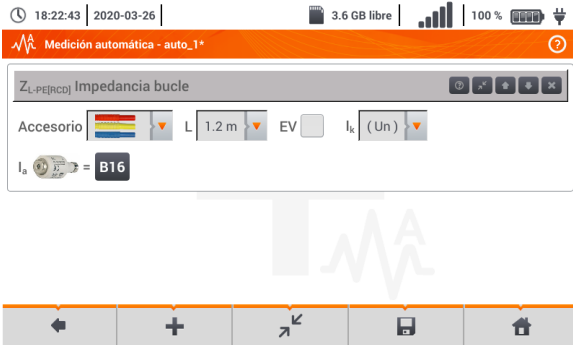 18:22:43 2020-03-26 3.6 GB libre 100 %
Medición automática - auto_1*
ZL-PE[RCD] Impedancia bucle
Accesorio L 1.2 m EV Ik ( Un )
Ia = B16